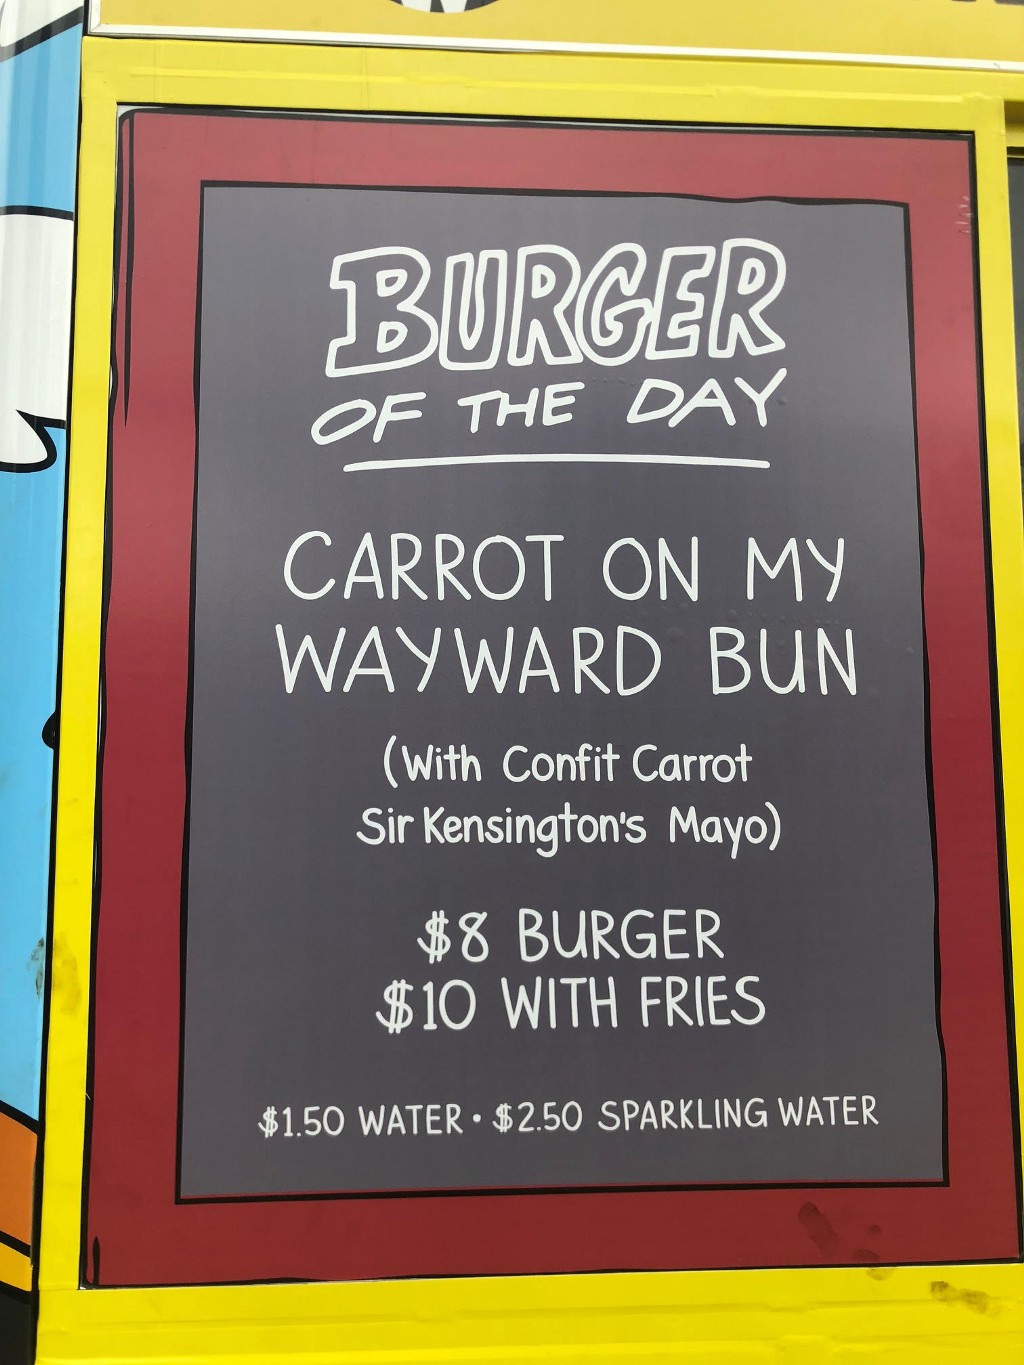 BURGER
OF THE DAY
CARROT ON MY
WAYWARD BUN
(With Confit Carrot
Sir Kensington's Mayo)
$8 BURGER
$10 WITH FRIES
$1.50 WATER • $2.50 SPARKLING WATER